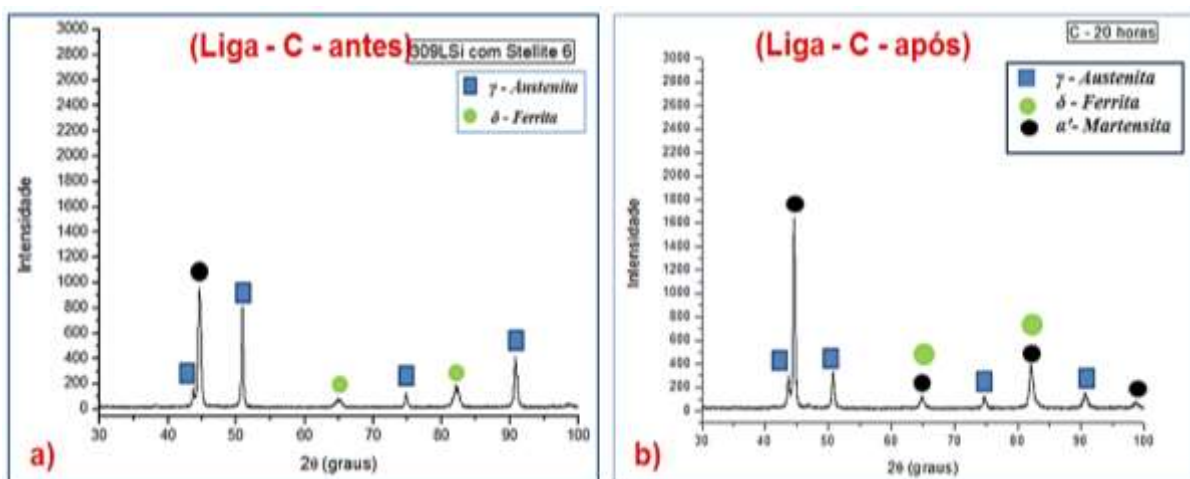 (Liga - C - antes)
309LSi com Stellite 6
γ - Austenita
δ - Ferrita
Intensidade
3000
2800
2600
2400
2200
2000
1800
1600
1400
1200
1000
800
600
400
200
0
30 40 50 60 70 80 90 100
2θ (graus)
a)
(Liga - C - após)
C - 20 horas
γ - Austenita
δ - Ferrita
α'- Martensita
Intensidade
3000
2800
2600
2400
2200
2000
1800
1600
1400
1200
1000
800
600
400
200
0
30 40 50 60 70 80 90 100
2θ (graus)
b)